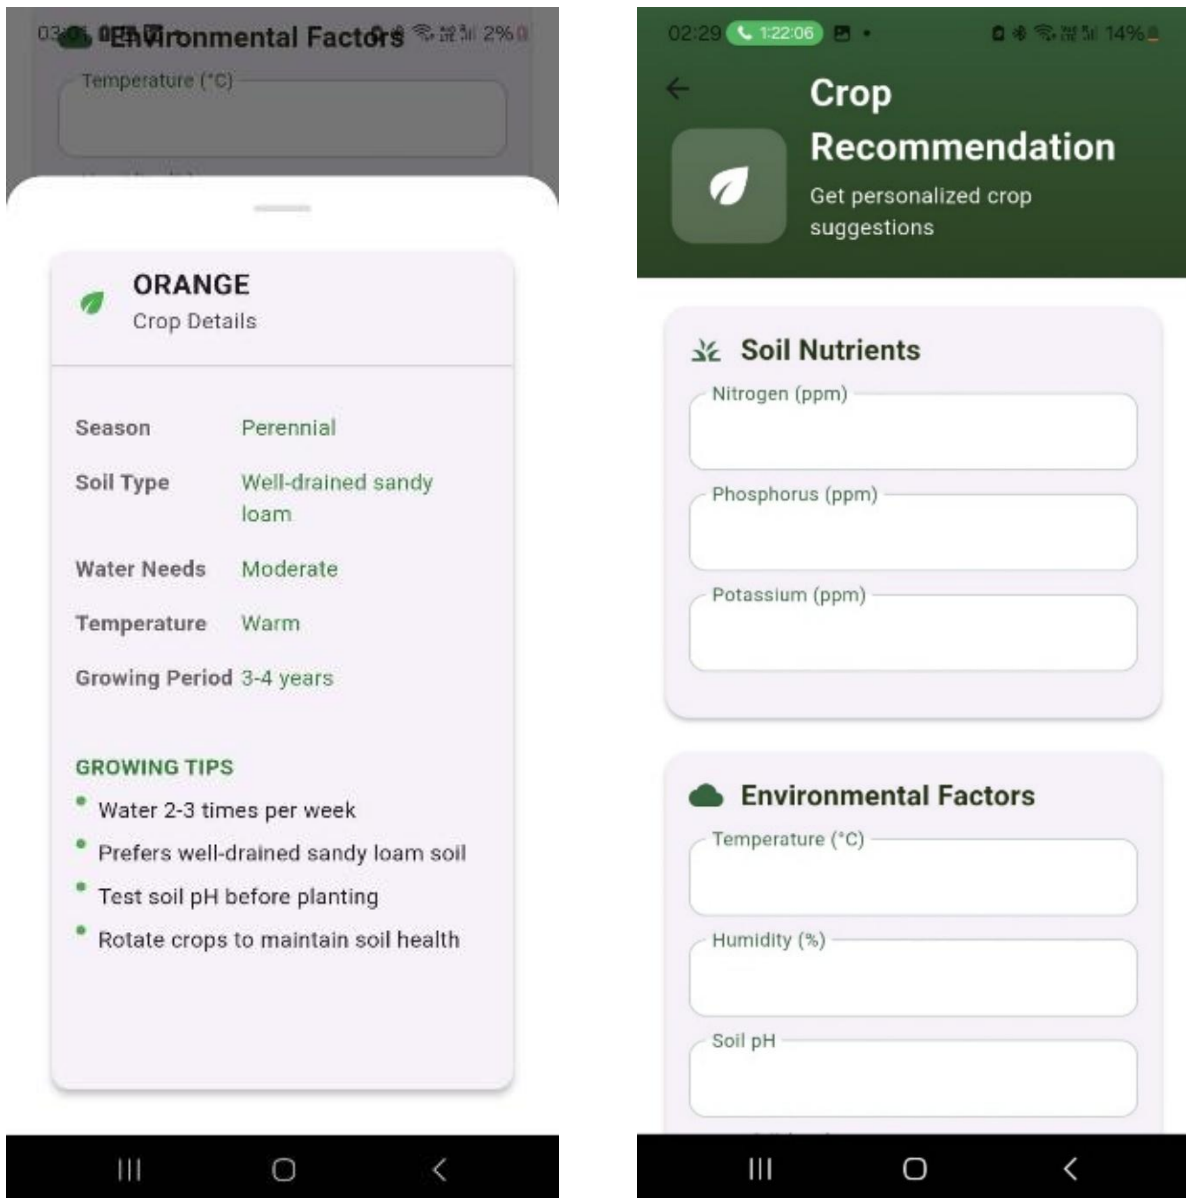 03:01
2%
Environmental Factors
Temperature (°C)
ORANGE
Crop Details
Season Perennial
Soil Type Well-drained sandy
loam
Water Needs Moderate
Temperature Warm
Growing Period 3-4 years
GROWING TIPS
• Water 2-3 times per week
• Prefers well-drained sandy loam soil
• Test soil pH before planting
• Rotate crops to maintain soil health
02:29 1:22:06 14%
Crop
Recommendation
Get personalized crop
suggestions
Soil Nutrients
Nitrogen (ppm)
Phosphorus (ppm)
Potassium (ppm)
Environmental Factors
Temperature (°C)
Humidity (%)
Soil pH